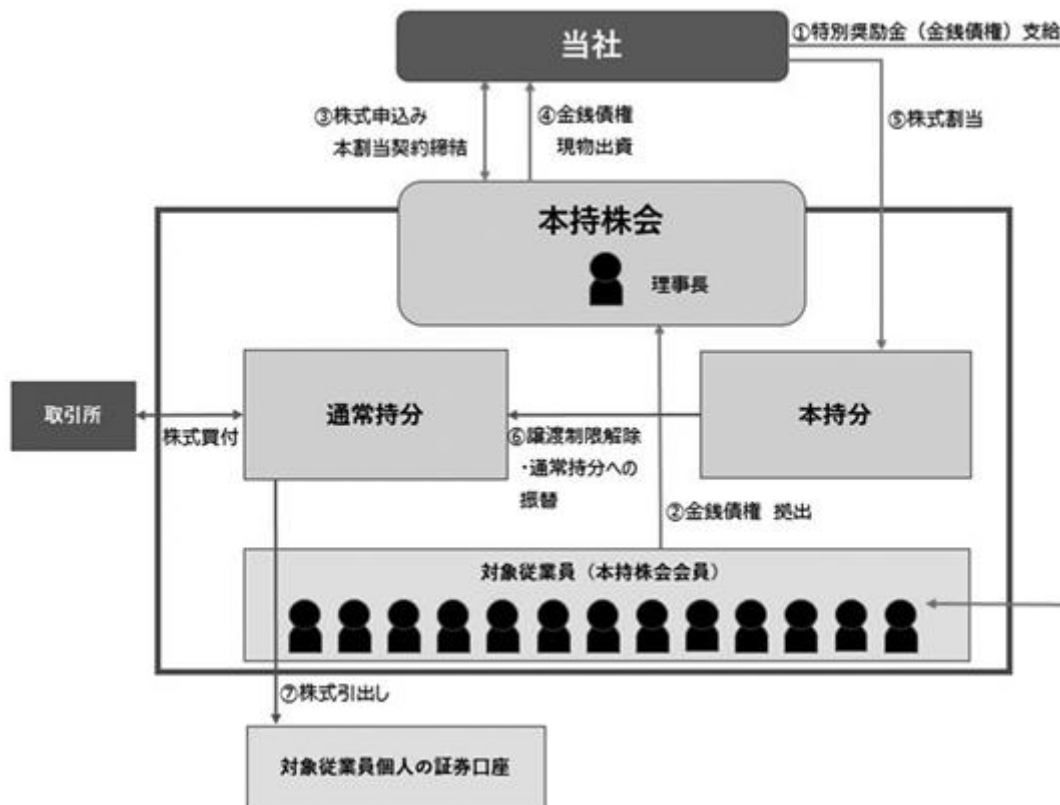 当社
①特別奨励金（金銭債権）支給
③株式申込み
本割当契約締結
④金銭債権
現物出資
⑤株式割当
本持株会
理事長
取引所
株式買付
通常持分
本持分
⑥譲渡制限解除
・通常持分への
振替
②金銭債権 拠出
対象従業員（本持株会会員）
⑦株式引出し
対象従業員個人の証券口座